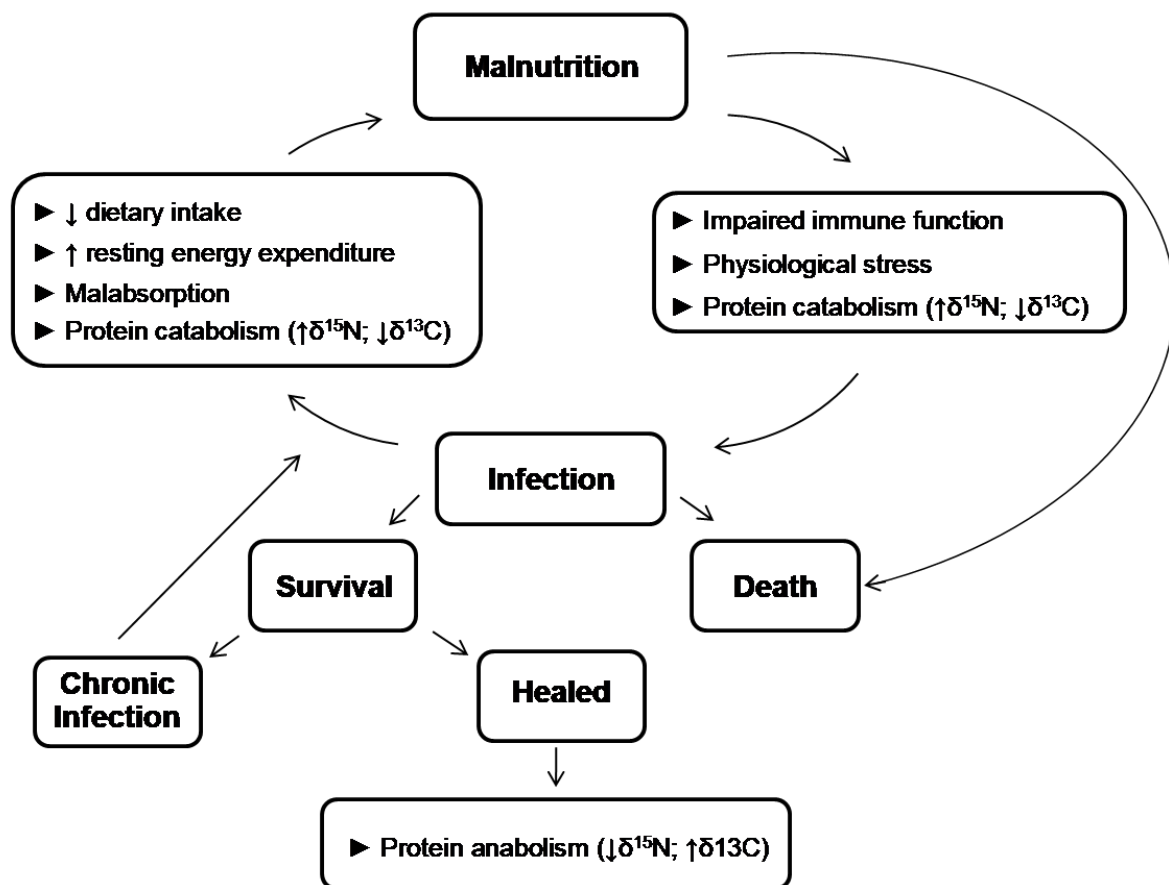 Malnutrition
► ↓ dietary intake
► ↑ resting energy expenditure
► Malabsorption
► Protein catabolism (↑δ¹⁵N; ↓δ¹³C)
► Impaired immune function
► Physiological stress
► Protein catabolism (↑δ¹⁵N; ↓δ¹³C)
Infection
Survival
Death
Chronic
Infection
Healed
► Protein anabolism (↓δ¹⁵N; ↑δ13C)